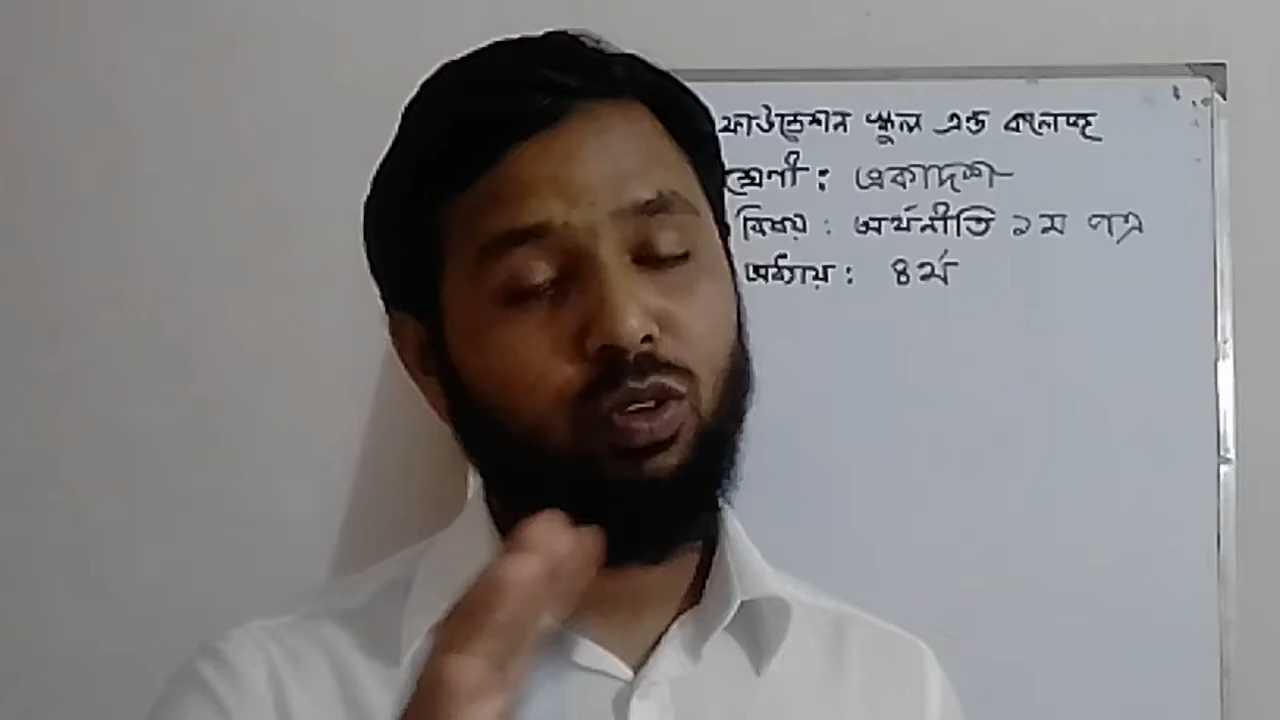 ফাউন্ডেশন স্কুল এন্ড কলেজ
শ্রেণী : একাদশ
বিষয় : অর্থনীতি ১ম পত্র
অধ্যায় : ৪র্থ